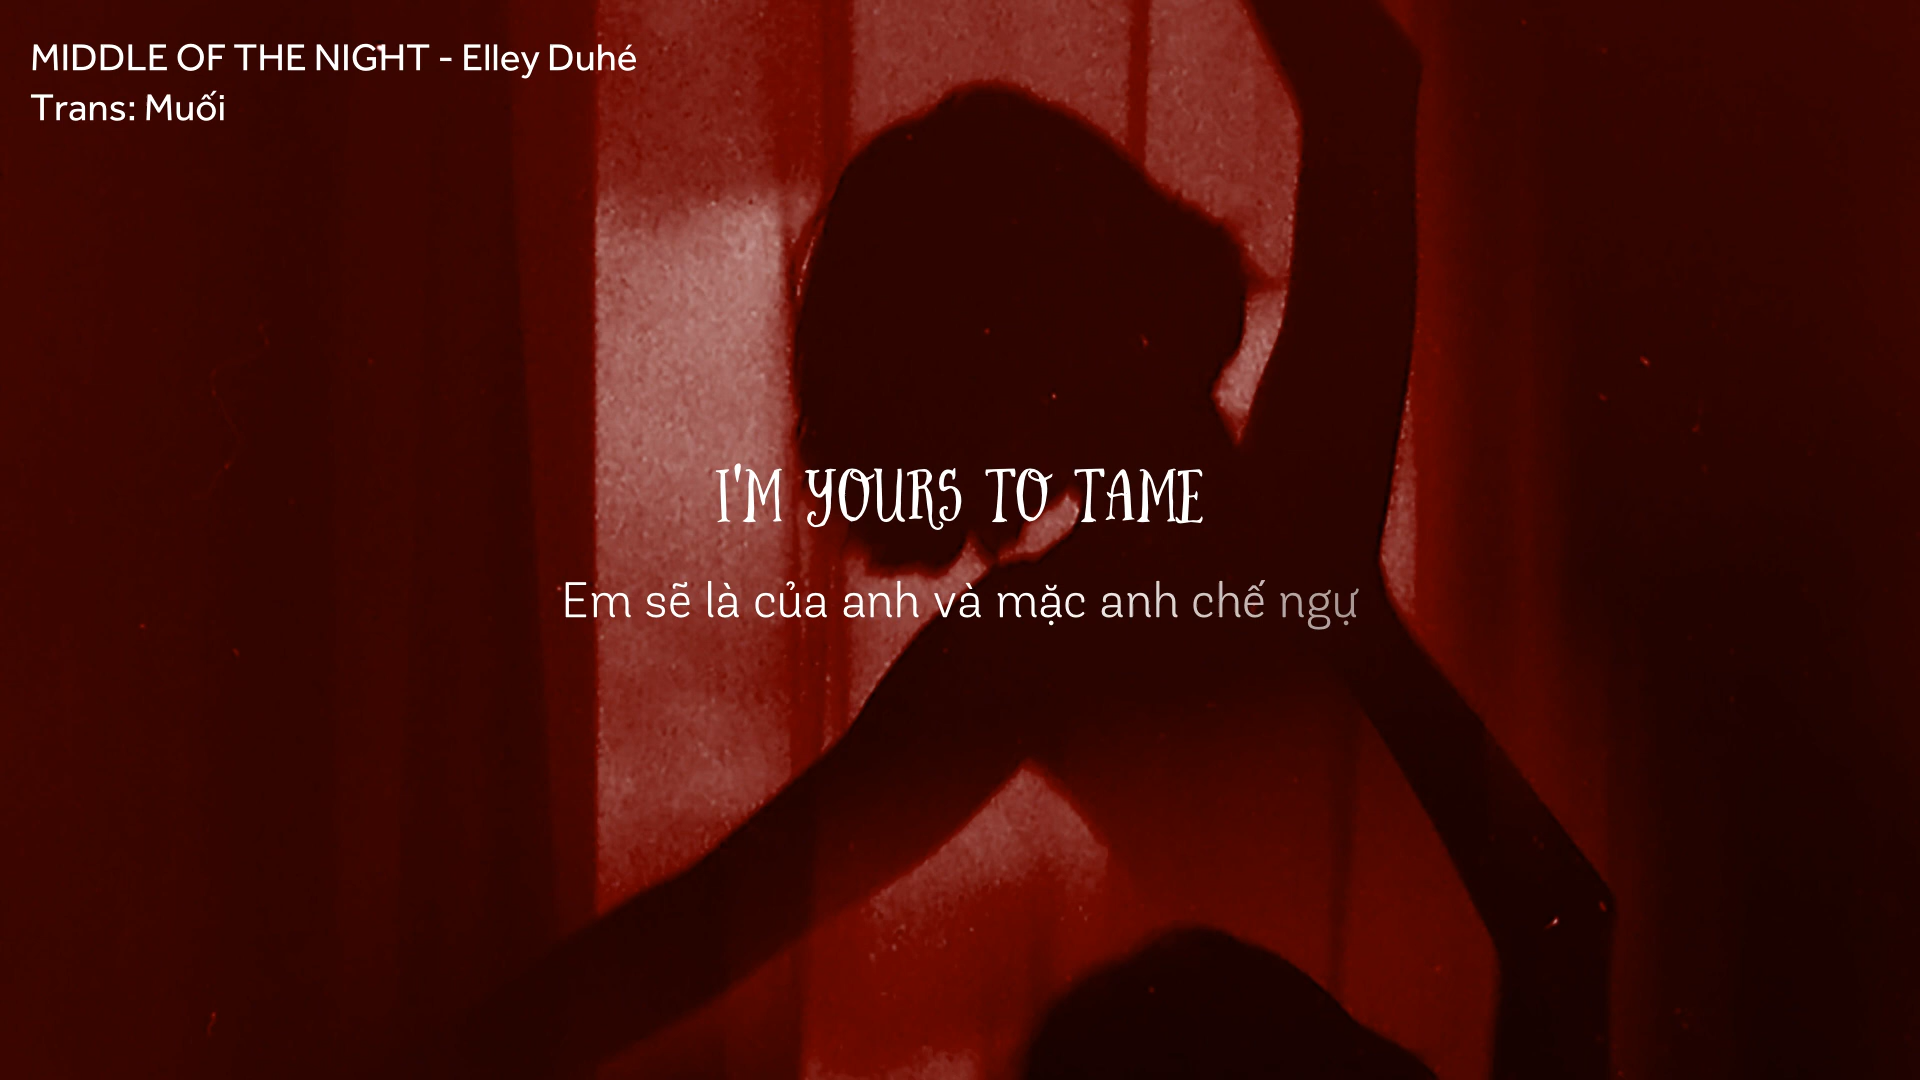 MIDDLE OF THE NIGHT - Elley Duhé
Trans: Muối
I'M YOURS TO TAME
Em sẽ là của anh và mặc anh chế ngự